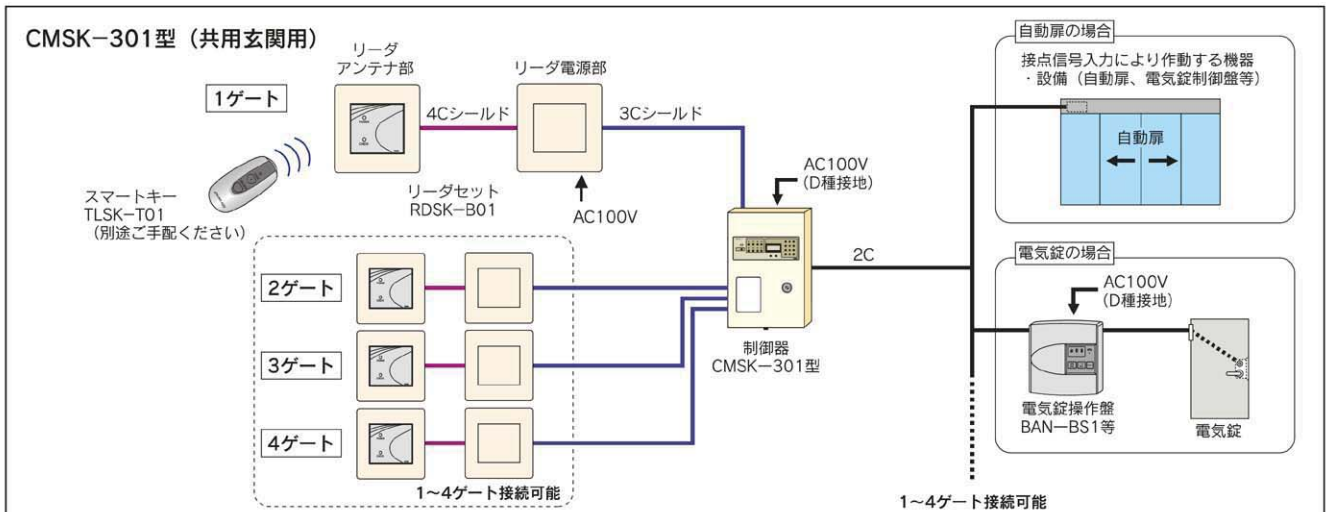 CMSK−301型（共用玄関用）
リーダ
アンテナ部
リーダ電源部
1ゲート
4Cシールド
3Cシールド
スマートキー
TLSK−T01
（別途ご手配ください）
リーダセット
RDSK−B01
AC100V
AC100V
(D種接地)
2ゲート
3ゲート
4ゲート
1〜4ゲート接続可能
制御器
CMSK−301型
2C
自動扉の場合
接点信号入力により作動する機器
・設備（自動扉、電気錠制御盤等）
自動扉
電気錠の場合
AC100V
(D種接地)
電気錠操作盤
BAN−BS1等
電気錠
1〜4ゲート接続可能